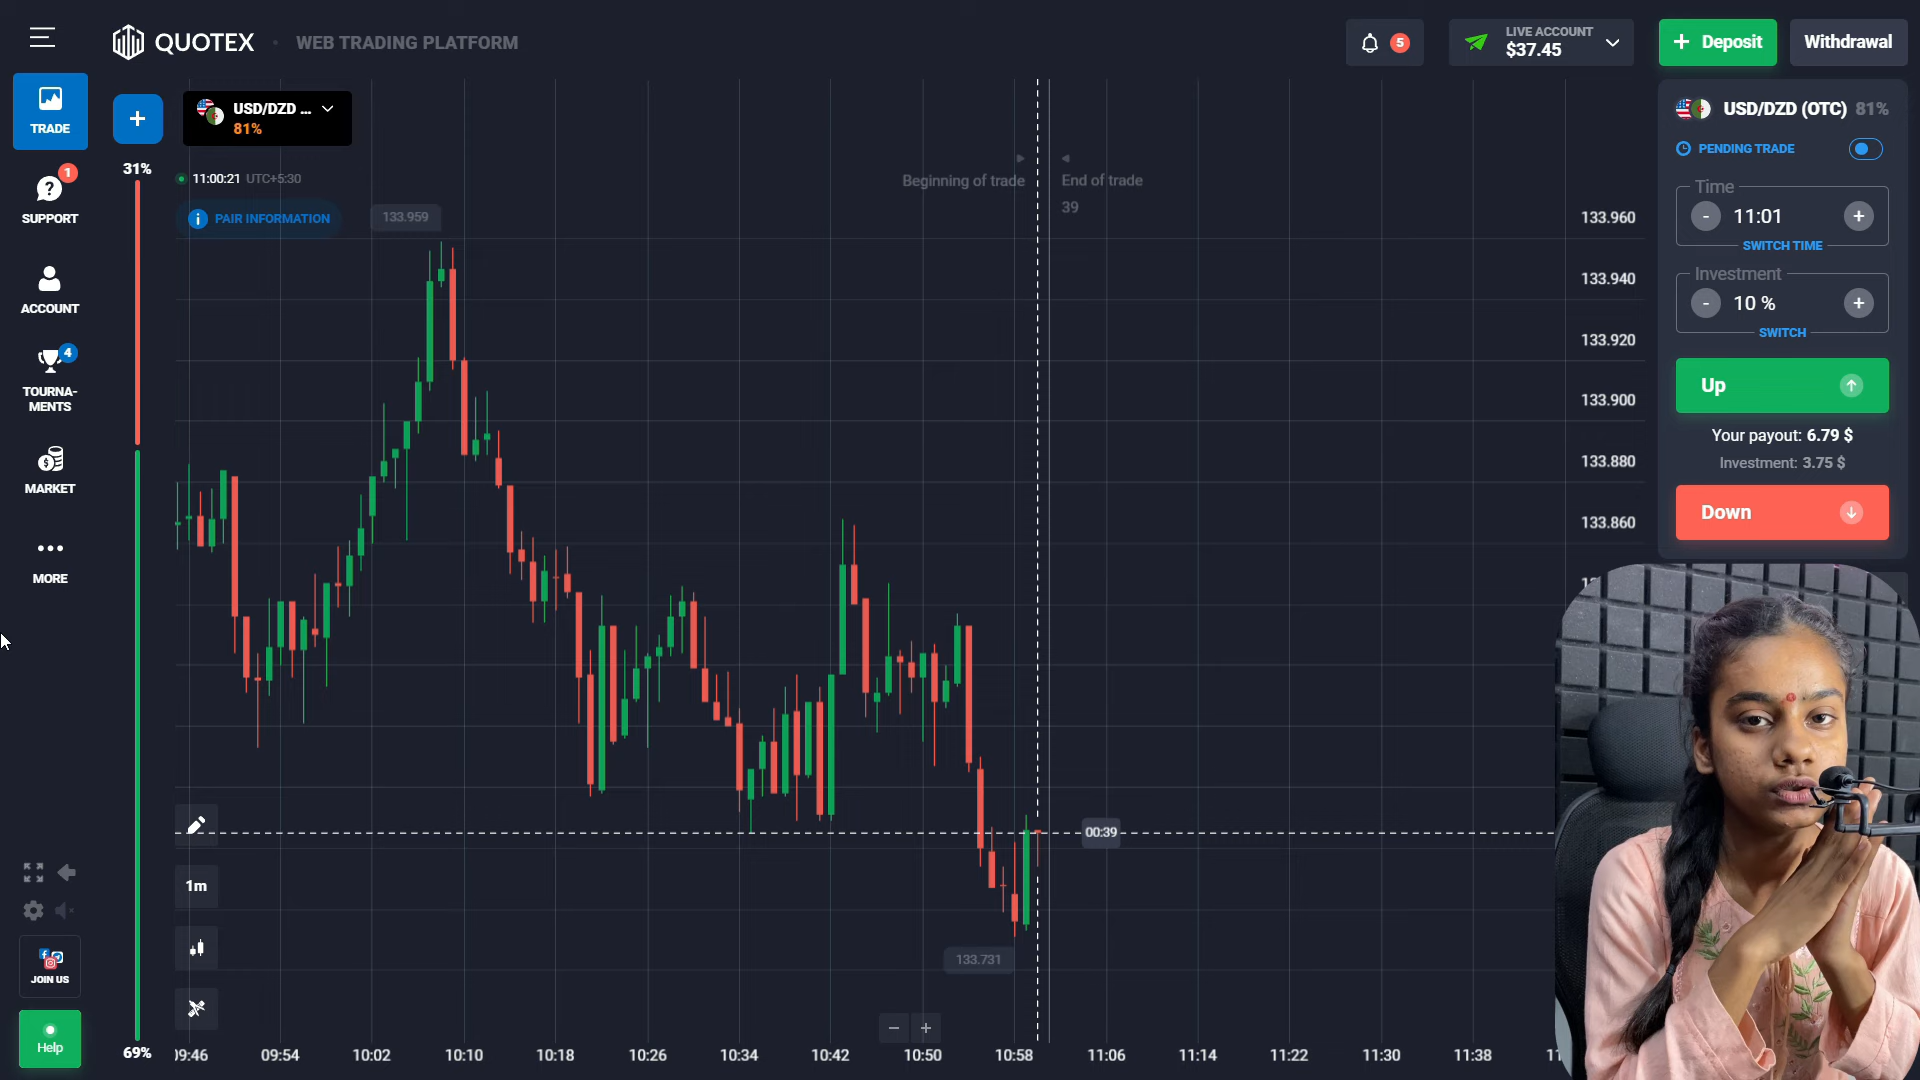 QUOTEX
WEB TRADING PLATFORM
5
LIVE ACCOUNT
$37.45
+ Deposit
Withdrawal
TRADE
1
SUPPORT
ACCOUNT
4
TOURNA-
MENTS
MARKET
MORE
JOIN US
Help
+
31%
69%
USD/DZD ...
81%
11:00:21 UTC+5:30
i PAIR INFORMATION
133.959
Beginning of trade
End of trade
39
133.960
133.940
133.920
133.900
133.880
133.860
00:39
1m
133.731
09:46
09:54
10:02
10:10
10:18
10:26
10:34
10:42
10:50
10:58
11:06
11:14
11:22
11:30
11:38
USD/DZD (OTC) 81%
PENDING TRADE
Time
- 11:01 +
SWITCH TIME
Investment
- 10 % +
SWITCH
Up
Your payout: 6.79 $
Investment: 3.75 $
Down